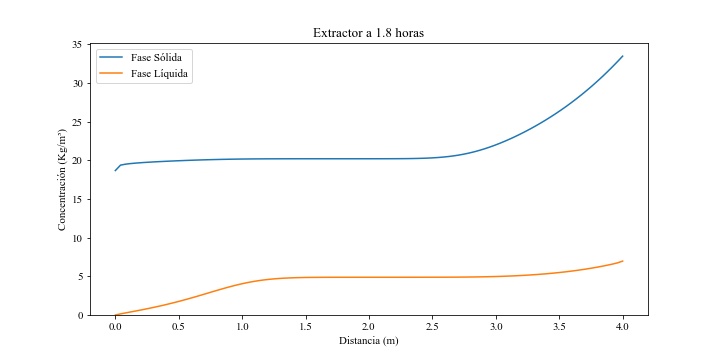 Extractor a 1.8 horas
Fase Sólida
Fase Líquida
Concentración (Kg/m³)
35
30
25
20
15
10
5
0
0.0 0.5 1.0 1.5 2.0 2.5 3.0 3.5 4.0
Distancia (m)